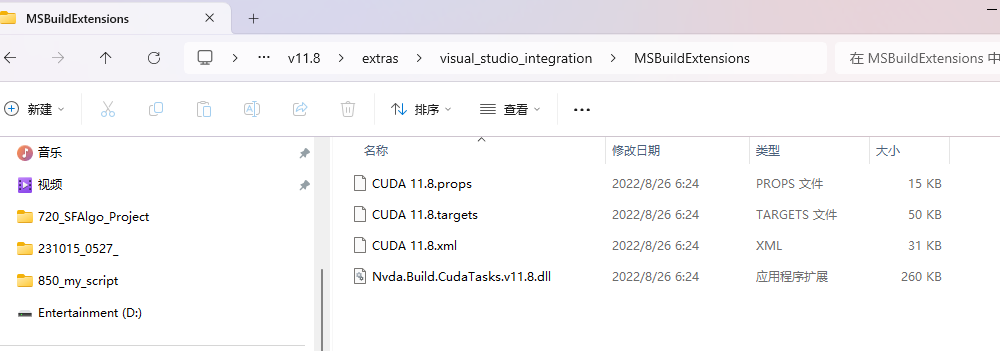 MSBuildExtensions
v11.8 extras visual_studio_integration MSBuildExtensions 在 MSBuildExtensions 中
新建 排序 查看
音乐
视频
720_SFAlgo_Project
231015_0527_
850_my_script
Entertainment (D:)
名称 修改日期 类型 大小
CUDA 11.8.props 2022/8/26 6:24 PROPS 文件 15 KB
CUDA 11.8.targets 2022/8/26 6:24 TARGETS 文件 50 KB
CUDA 11.8.xml 2022/8/26 6:24 XML 31 KB
Nvda.Build.CudaTasks.v11.8.dll 2022/8/26 6:24 应用程序扩展 260 KB